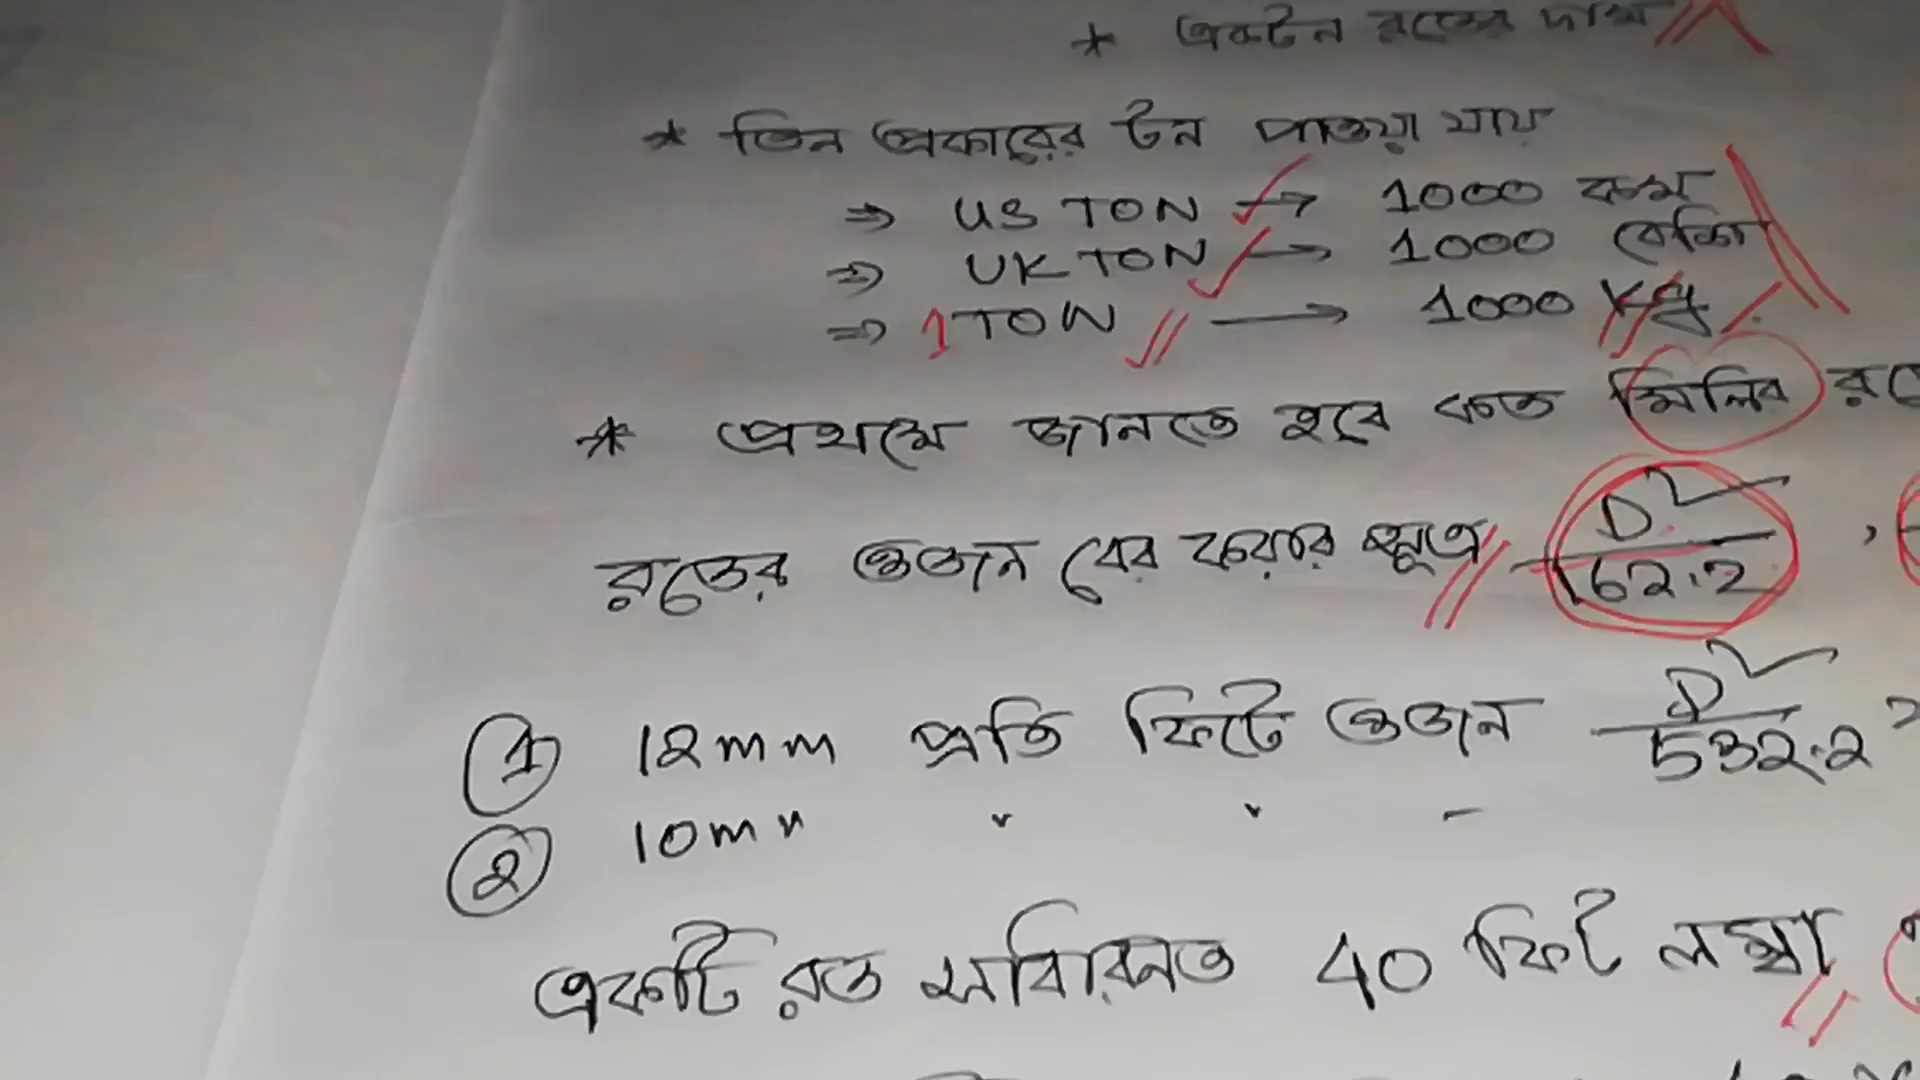 * একটন রডের দাম
* তিন প্রকারের টন পাওয়া যায়
⇒ US TON → 1000 কম
⇒ UK TON → 1000 বেশি
⇒ 1 TON → 1000 Kg
* প্রথমে জানতে হবে কত মিলির
রডের ওজন বের করার সূত্র D²/162.2 ,
① 12mm প্রতি ফিটে ওজন D²/532.2
② 10mm " " -
একটি রড সাধারনত 40 ফিট লম্বা